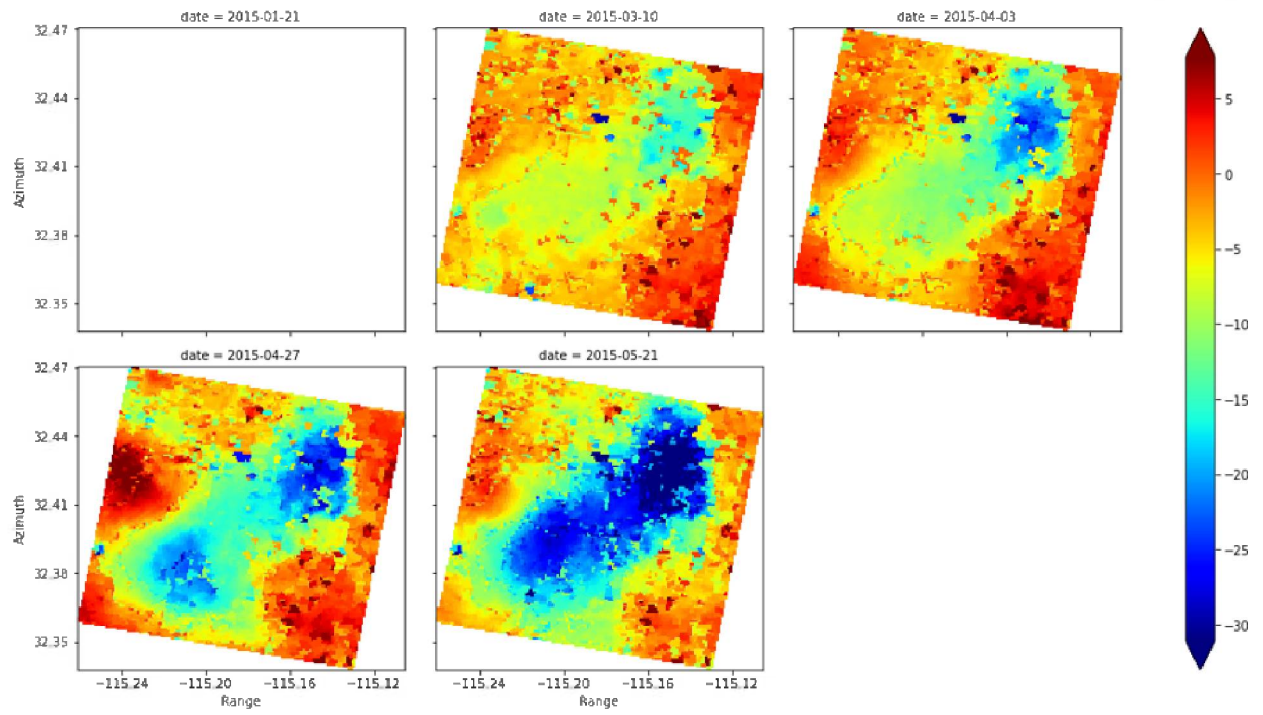 date = 2015-01-21
date = 2015-03-10
date = 2015-04-03
32.47
32.44
32.41
32.38
32.35
Azimuth
date = 2015-04-27
date = 2015-05-21
32.47
32.44
32.41
32.38
32.35
Azimuth
−115.24 −115.20 −115.16 −115.12
Range
−115.24 −115.20 −115.16 −115.12
Range
5
0
−5
−10
−15
−20
−25
−30